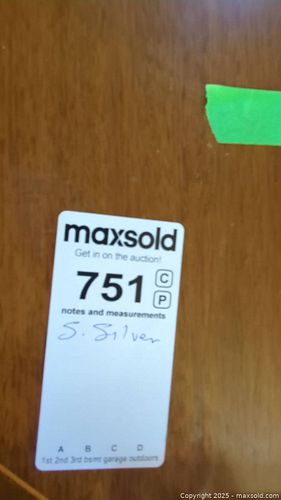 maxsold
Get in on the auction!
751 C
P
notes and measurements
S. Silver
A B C D
1st 2nd 3rd bsmt garage outdoors
Copyright 2025 - maxsold.com